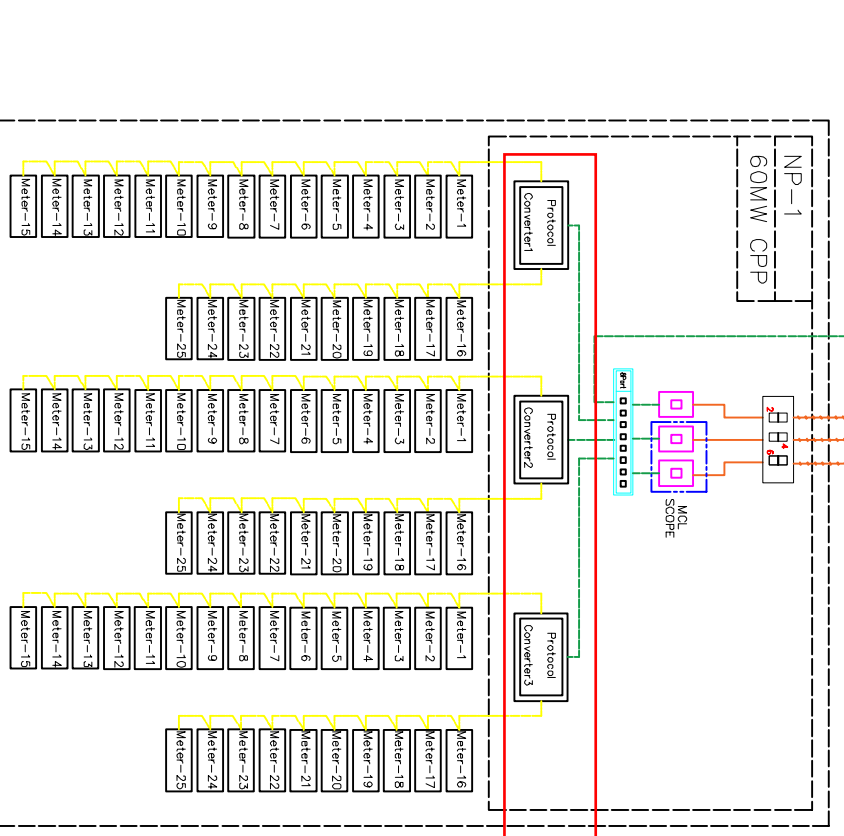 NP-1
60MW CPP
2
4
6
8Port
MCL
SCOPE
Protocol
Converter1
Meter-1
Meter-2
Meter-3
Meter-4
Meter-5
Meter-6
Meter-7
Meter-8
Meter-9
Meter-10
Meter-11
Meter-12
Meter-13
Meter-14
Meter-15
Meter-16
Meter-17
Meter-18
Meter-19
Meter-20
Meter-21
Meter-22
Meter-23
Meter-24
Meter-25
Protocol
Converter2
Meter-1
Meter-2
Meter-3
Meter-4
Meter-5
Meter-6
Meter-7
Meter-8
Meter-9
Meter-10
Meter-11
Meter-12
Meter-13
Meter-14
Meter-15
Meter-16
Meter-17
Meter-18
Meter-19
Meter-20
Meter-21
Meter-22
Meter-23
Meter-24
Meter-25
Protocol
Converter3
Meter-1
Meter-2
Meter-3
Meter-4
Meter-5
Meter-6
Meter-7
Meter-8
Meter-9
Meter-10
Meter-11
Meter-12
Meter-13
Meter-14
Meter-15
Meter-16
Meter-17
Meter-18
Meter-19
Meter-20
Meter-21
Meter-22
Meter-23
Meter-24
Meter-25